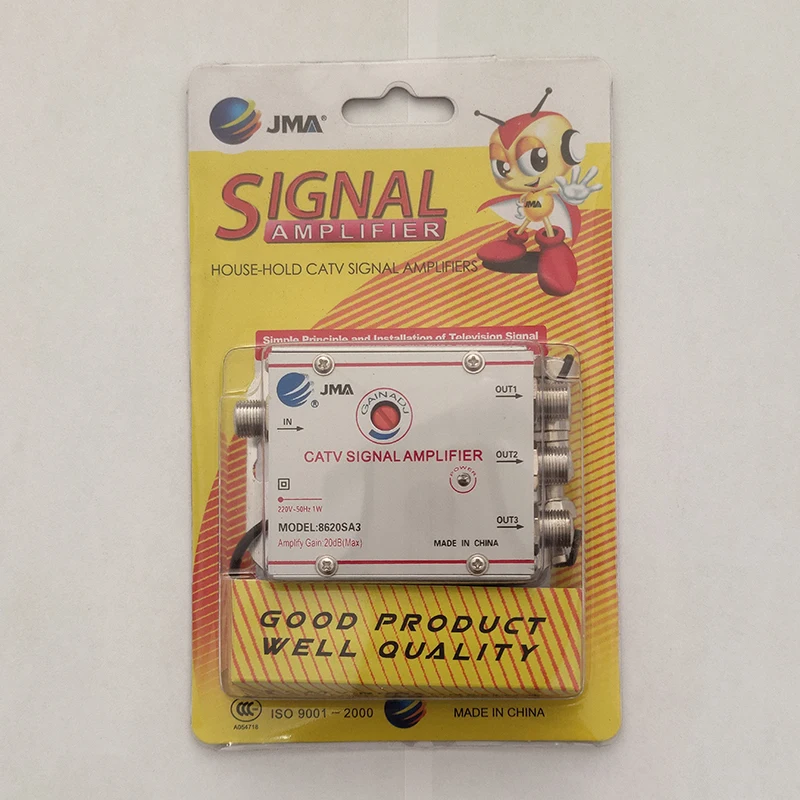 JMA®
SIGNAL
AMPLIFIER
JMA
HOUSE-HOLD CATV SIGNAL AMPLIFIERS
Simple Principle and Installation of Television Signal
JMA
®
GAINADJ
OUT1
IN
CATV SIGNAL AMPLIFIER
OUT2
POWER
220V~50Hz 1W
MODEL:8620SA3
OUT3
Amplify Gain:20dB(Max)
MADE IN CHINA
GOOD PRODUCT
WELL QUALITY
CCC
A054716
ISO 9001-2000
MADE IN CHINA